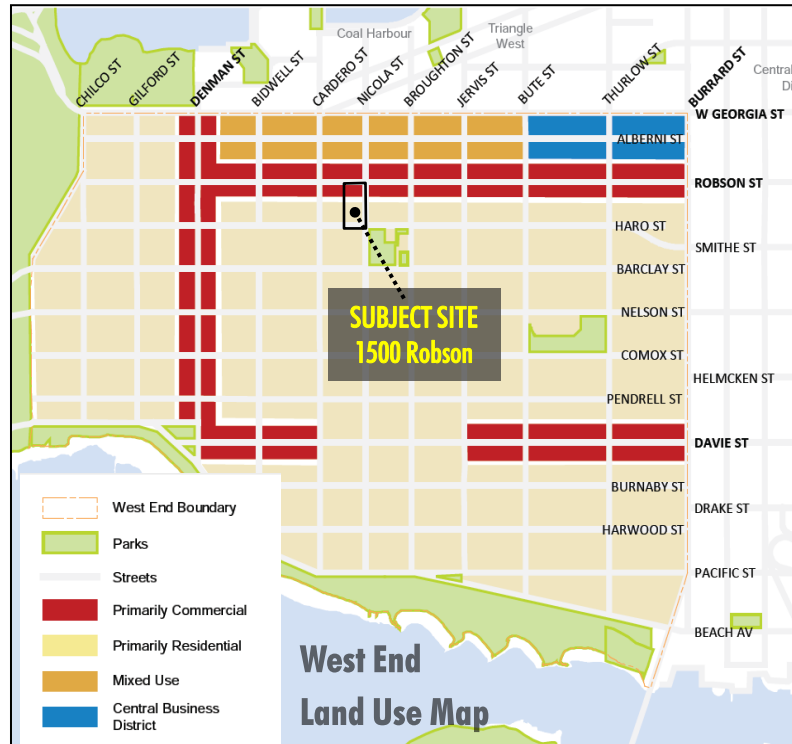 Coal Harbour
Triangle
West
CHILCO ST
GILFORD ST
DENMAN ST
BIDWELL ST
CARDERO ST
NICOLA ST
BROUGHTON ST
JERVIS ST
BUTE ST
THURLOW ST
BURRARD ST
Central
Di
W GEORGIA ST
ALBERNI ST
ROBSON ST
HARO ST
SMITHE ST
BARCLAY ST
SUBJECT SITE
1500 Robson
NELSON ST
COMOX ST
HELMCKEN ST
PENDRELL ST
DAVIE ST
BURNABY ST
DRAKE ST
HARWOOD ST
PACIFIC ST
BEACH AV
West End Boundary
Parks
Streets
Primarily Commercial
Primarily Residential
Mixed Use
Central Business
District
West End
Land Use Map